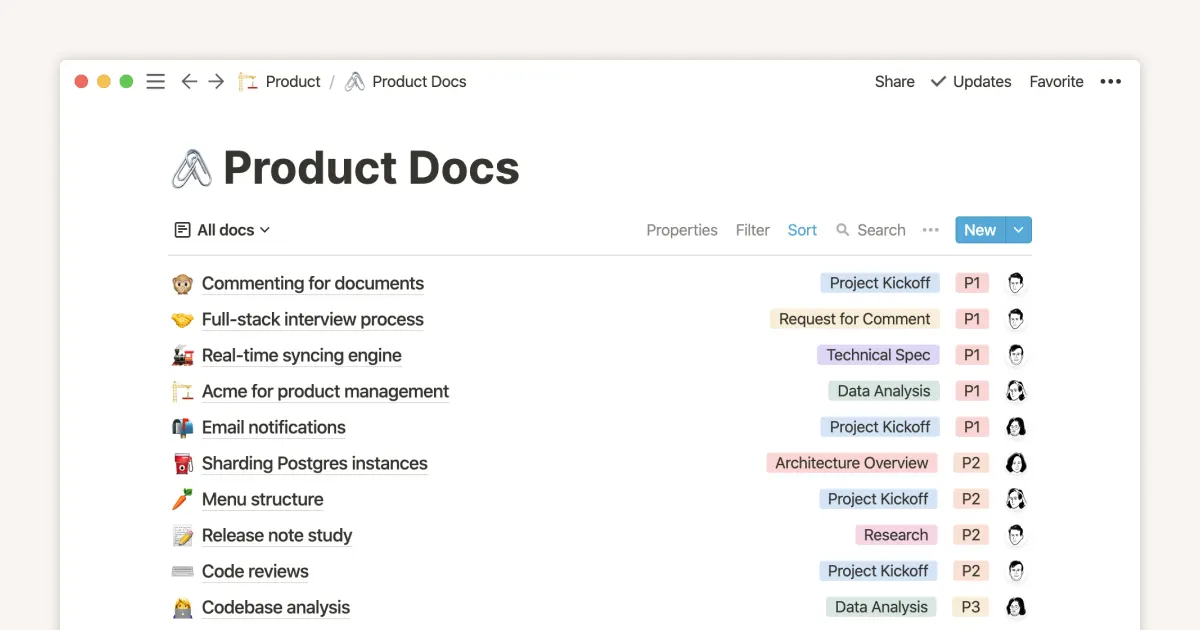 Product / Product Docs Share Updates Favorite
Product Docs
All docs Properties Filter Sort Search New
Commenting for documents Project Kickoff P1
Full-stack interview process Request for Comment P1
Real-time syncing engine Technical Spec P1
Acme for product management Data Analysis P1
Email notifications Project Kickoff P1
Sharding Postgres instances Architecture Overview P2
Menu structure Project Kickoff P2
Release note study Research P2
Code reviews Project Kickoff P2
Codebase analysis Data Analysis P3